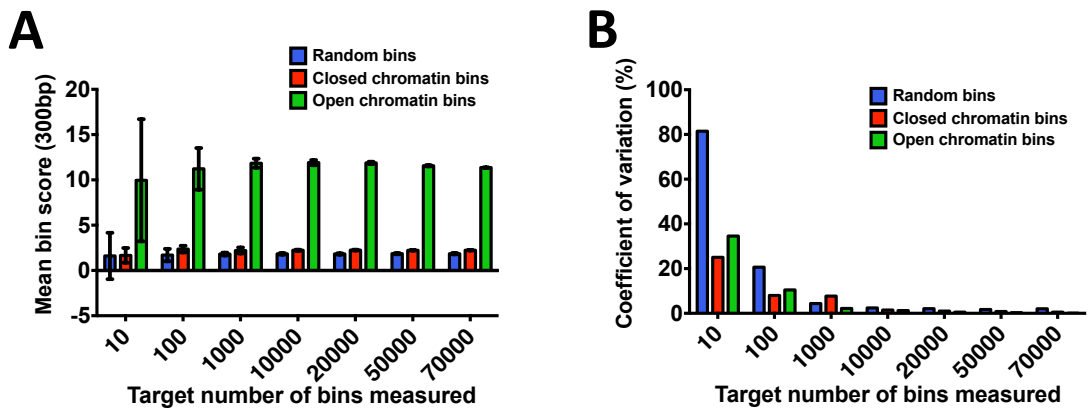 A
Random bins
Closed chromatin bins
Open chromatin bins
Mean bin score (300bp)
20
15
10
5
0
-5
10
100
1000
10000
20000
50000
70000
Target number of bins measured
B
Random bins
Closed chromatin bins
Open chromatin bins
Coefficient of variation (%)
100
80
60
40
20
0
10
100
1000
10000
20000
50000
70000
Target number of bins measured